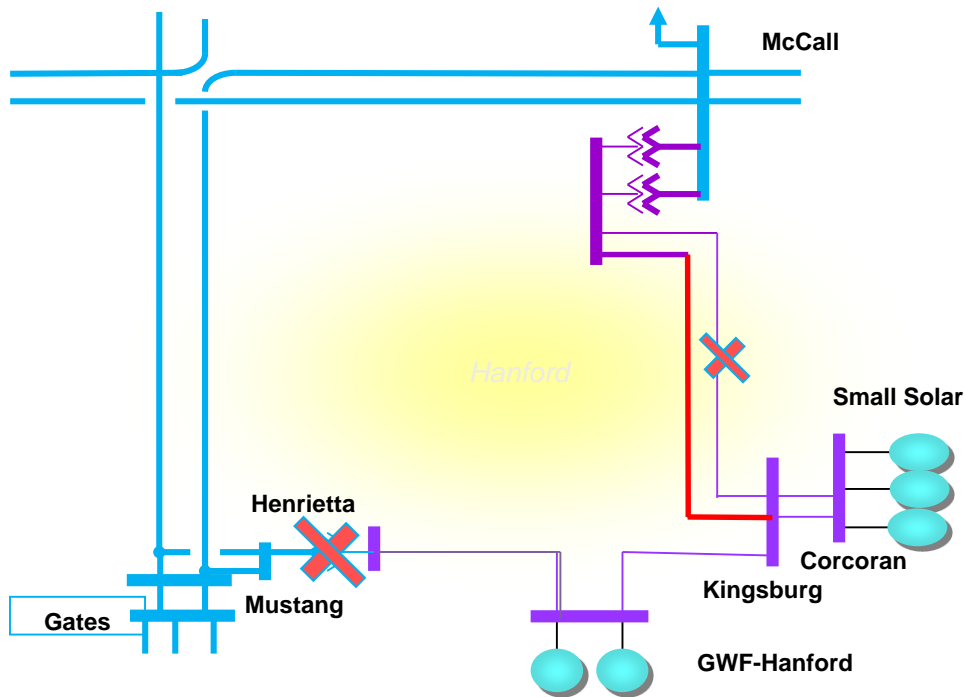 McCall
Hanford
Small Solar
Henrietta
Corcoran
Kingsburg
Mustang
Gates
GWF-Hanford